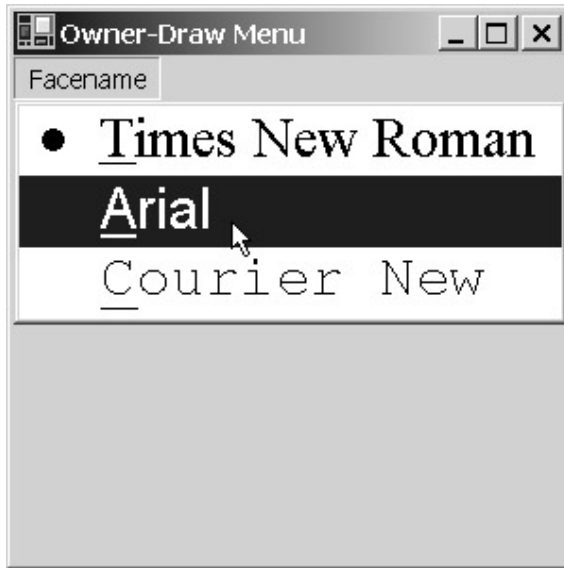 Owner-Draw Menu
Facename
Times New Roman
Arial
Courier New